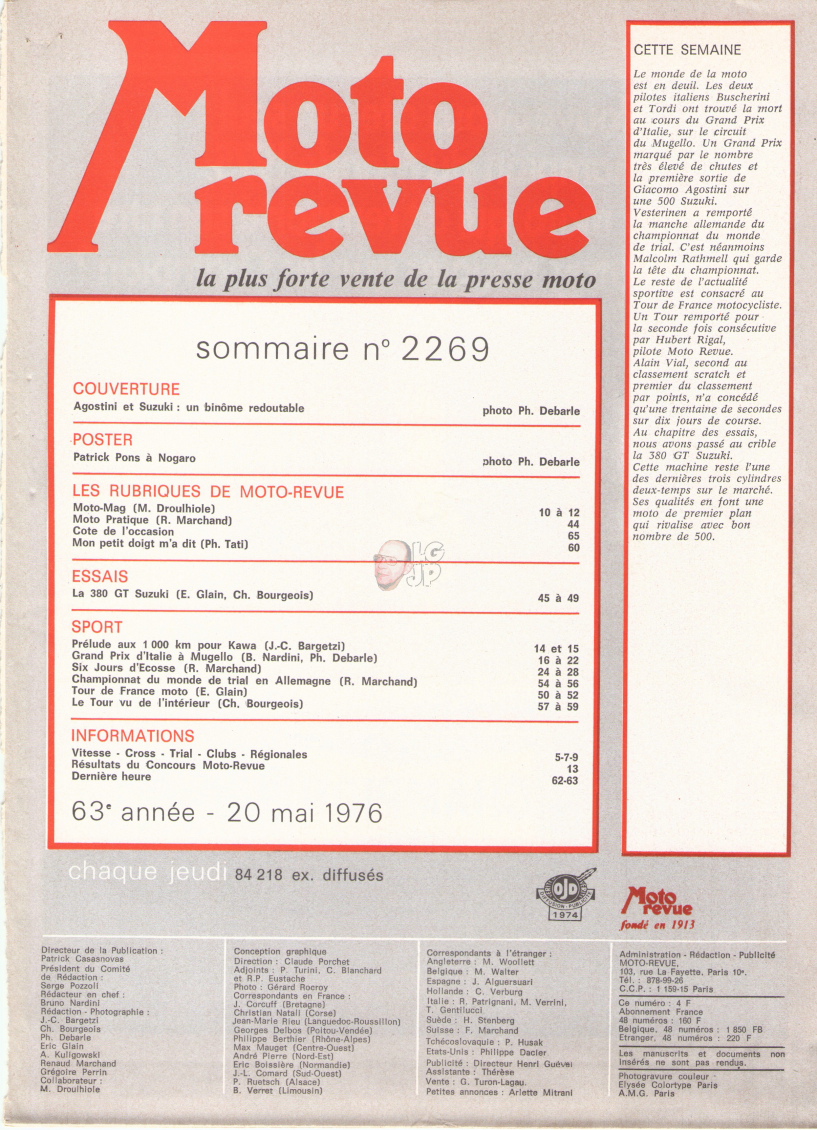 Moto
revue
la plus forte vente de la presse moto
sommaire n° 2269
COUVERTURE
Agostini et Suzuki : un binôme redoutable photo Ph. Debarle
POSTER
Patrick Pons à Nogaro photo Ph. Debarle
LES RUBRIQUES DE MOTO-REVUE
Moto-Mag (M. Droulhiole) 10 à 12
Moto Pratique (R. Marchand) 44
Cote de l'occasion 65
Mon petit doigt m'a dit (Ph. Tati) 60
LG
JP
ESSAIS
La 380 GT Suzuki (E. Glain, Ch. Bourgeois) 45 à 49
SPORT
Prélude aux 1 000 km pour Kawa (J.-C. Bargetzi) 14 et 15
Grand Prix d'Italie à Mugello (B. Nardini, Ph. Debarle) 16 à 22
Six Jours d'Ecosse (R. Marchand) 24 à 28
Championnat du monde de trial en Allemagne (R. Marchand) 54 à 56
Tour de France moto (E. Glain) 50 à 52
Le Tour vu de l'intérieur (Ch. Bourgeois) 57 à 59
INFORMATIONS
Vitesse - Cross - Trial - Clubs - Régionales 5-7-9
Résultats du Concours Moto-Revue 13
Dernière heure 62-63
63e année - 20 mai 1976
chaque jeudi 84 218 ex. diffusés
CETTE SEMAINE
Le monde de la moto
est en deuil. Les deux
pilotes italiens Buscherini
et Tordi ont trouvé la mort
au cours du Grand Prix
d'Italie, sur le circuit
du Mugello. Un Grand Prix
marqué par le nombre
très élevé de chutes et
la première sortie de
Giacomo Agostini sur
une 500 Suzuki.
Vesterinen a remporté
la manche allemande du
championnat du monde
de trial. C'est néanmoins
Malcolm Rathmell qui garde
la tête du championnat.
Le reste de l'actualité
sportive est consacré au
Tour de France motocycliste.
Un Tour remporté pour
la seconde fois consécutive
par Hubert Rigal,
pilote Moto Revue.
Alain Vial, second au
classement scratch et
premier du classement
par points, n'a concédé
qu'une trentaine de secondes
sur dix jours de course.
Au chapitre des essais,
nous avons passé au crible
la 380 GT Suzuki.
Cette machine reste l'une
des dernières trois cylindres
deux-temps sur le marché.
Ses qualités en font une
moto de premier plan
qui rivalise avec bon
nombre de 500.
OJD
DIFFUSION-PUBLICITE
1974
Moto
revue
fondé en 1913
Directeur de la Publication :
Patrick Casasnovas
Président du Comité
de Rédaction :
Serge Pozzoli
Rédacteur en chef :
Bruno Nardini
Rédaction - Photographie :
J.-C. Bargetzi
Ch. Bourgeois
Ph. Debarle
Eric Glain
A. Kuligowski
Renaud Marchand
Grégoire Perrin
Collaborateur :
M. Droulhiole
Conception graphique
Direction : Claude Porchet
Adjoints : P. Turini, C. Blanchard
et R.P. Eustache
Photo : Gérard Rocroy
Correspondants en France :
J. Corcuff (Bretagne)
Christian Natali (Corse)
Jean-Marie Rieu (Languedoc-Roussillon)
Georges Delbos (Poitou-Vendée)
Philippe Berthier (Rhône-Alpes)
Max Mauget (Centre-Ouest)
André Pierre (Nord-Est)
Eric Boissière (Normandie)
J.-L. Comard (Sud-Ouest)
P. Ruetsch (Alsace)
B. Verret (Limousin)
Correspondants à l'étranger :
Angleterre : M. Woollett
Belgique : M. Walter
Espagne : J. Alguersuari
Hollande : C. Verburg
Italie : R. Patrignani, M. Verrini,
T. Gentilucci.
Suède : H. Stenberg
Suisse : F. Marchand
Tchécoslovaquie : P. Husak
Etats-Unis : Philippe Dacier
Publicité : Directeur Henri Guével
Assistante : Thérèse
Vente : G. Turon-Lagau.
Petites annonces : Arlette Mitrani
Administration - Rédaction - Publicité
MOTO-REVUE,
103, rue La Fayette, Paris 10e.
Tél. : 878-99-26
C.C.P. : 1 159-15 Paris
Ce numéro : 4 F
Abonnement France
48 numéros : 160 F
Belgique. 48 numéros : 1 850 FB
Etranger. 48 numéros : 220 F
Les manuscrits et documents non
insérés ne sont pas rendus.
Photogravure couleur
Elysée Colortype Paris
A.M.G. Paris